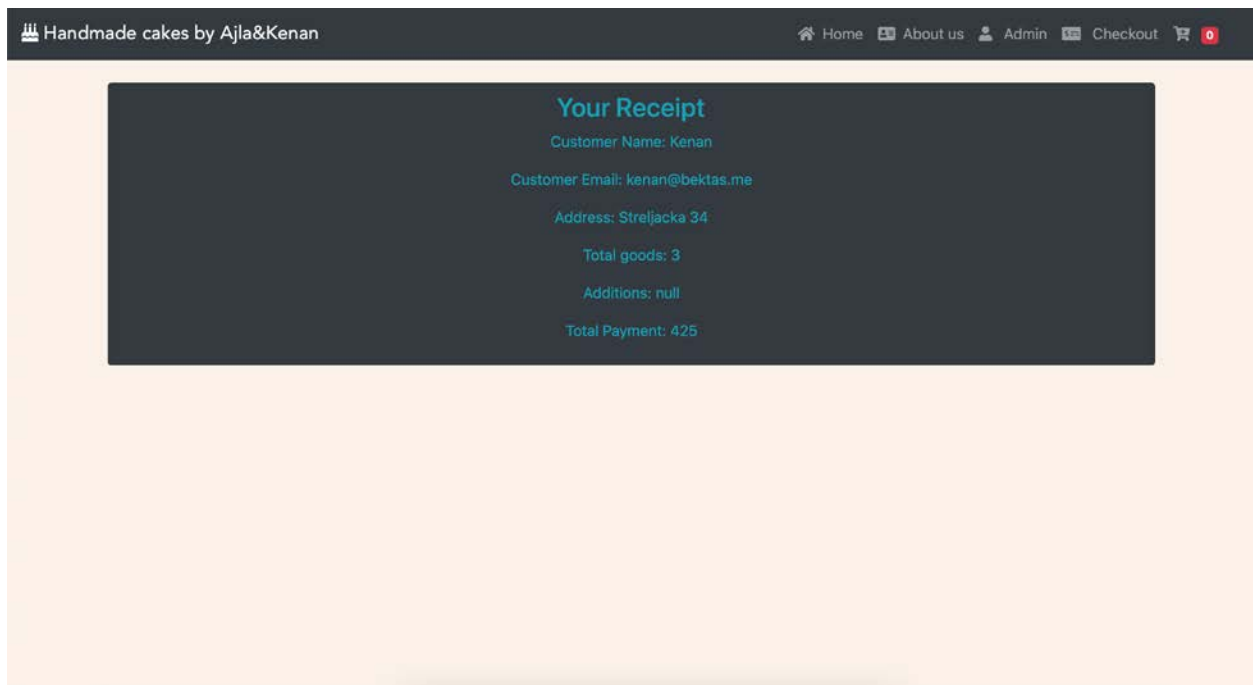 Handmade cakes by Ajla&Kenan
Home About us Admin Checkout 0
Your Receipt
Customer Name: Kenan
Customer Email: kenan@bektas.me
Address: Streljacka 34
Total goods: 3
Additions: null
Total Payment: 425